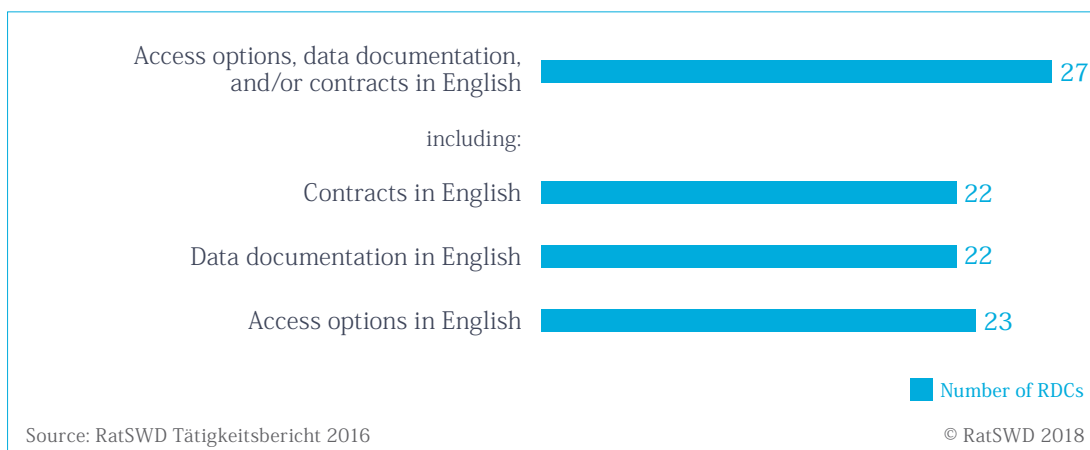 Access options, data documentation,
and/or contracts in English
27
including:
Contracts in English
22
Data documentation in English
22
Access options in English
23
Number of RDCs
Source: RatSWD Tätigkeitsbericht 2016
© RatSWD 2018